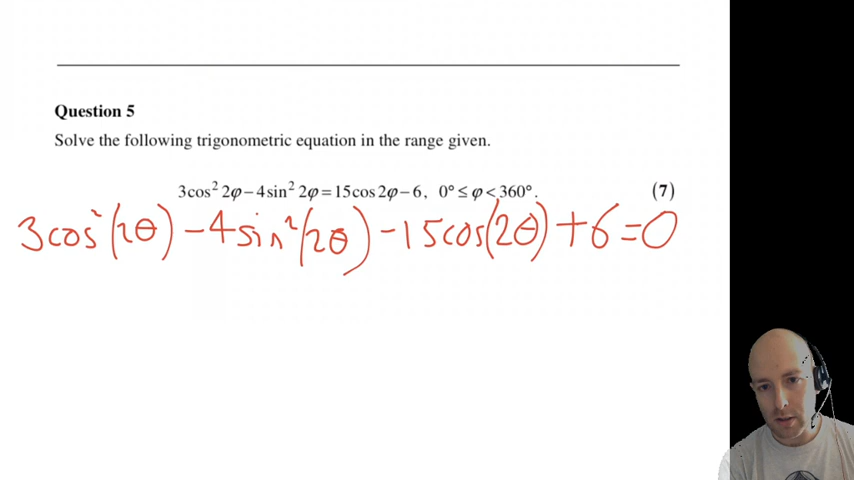 Question 5
Solve the following trigonometric equation in the range given.
3cos² 2φ − 4sin² 2φ = 15cos 2φ − 6, 0° ≤ φ < 360°. (7)
3cos²(2θ) − 4sin²(2θ) − 15cos(2θ) + 6 = 0